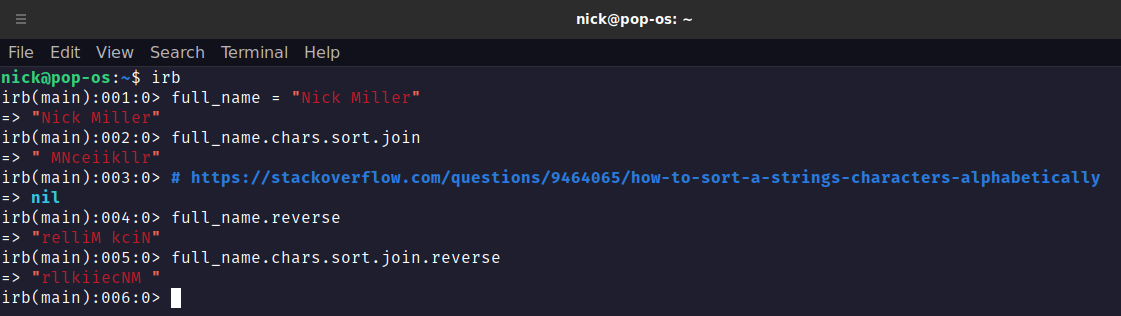 nick@pop-os: ~
File Edit View Search Terminal Help
nick@pop-os:~$ irb
irb(main):001:0> full_name = "Nick Miller"
=> "Nick Miller"
irb(main):002:0> full_name.chars.sort.join
=> " MNceiikllr"
irb(main):003:0> # https://stackoverflow.com/questions/9464065/how-to-sort-a-strings-characters-alphabetically
=> nil
irb(main):004:0> full_name.reverse
=> "relliM kciN"
irb(main):005:0> full_name.chars.sort.join.reverse
=> "rllkiiecNM "
irb(main):006:0>